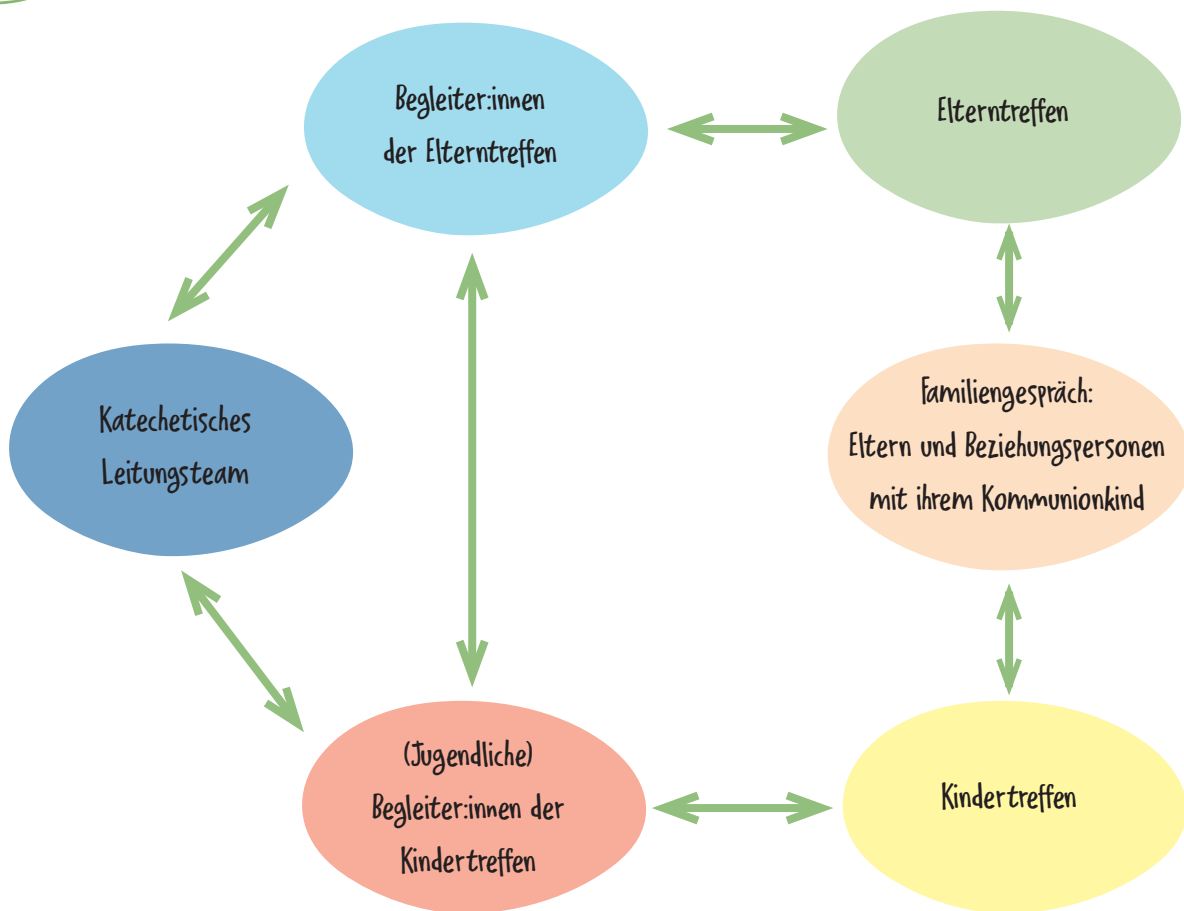 Begleiter:innen
der Elterntreffen
Elterntreffen
Katechetisches
Leitungsteam
Familiengespräch:
Eltern und Beziehungspersonen
mit ihrem Kommunionkind
(Jugendliche)
Begleiter:innen der
Kindertreffen
Kindertreffen